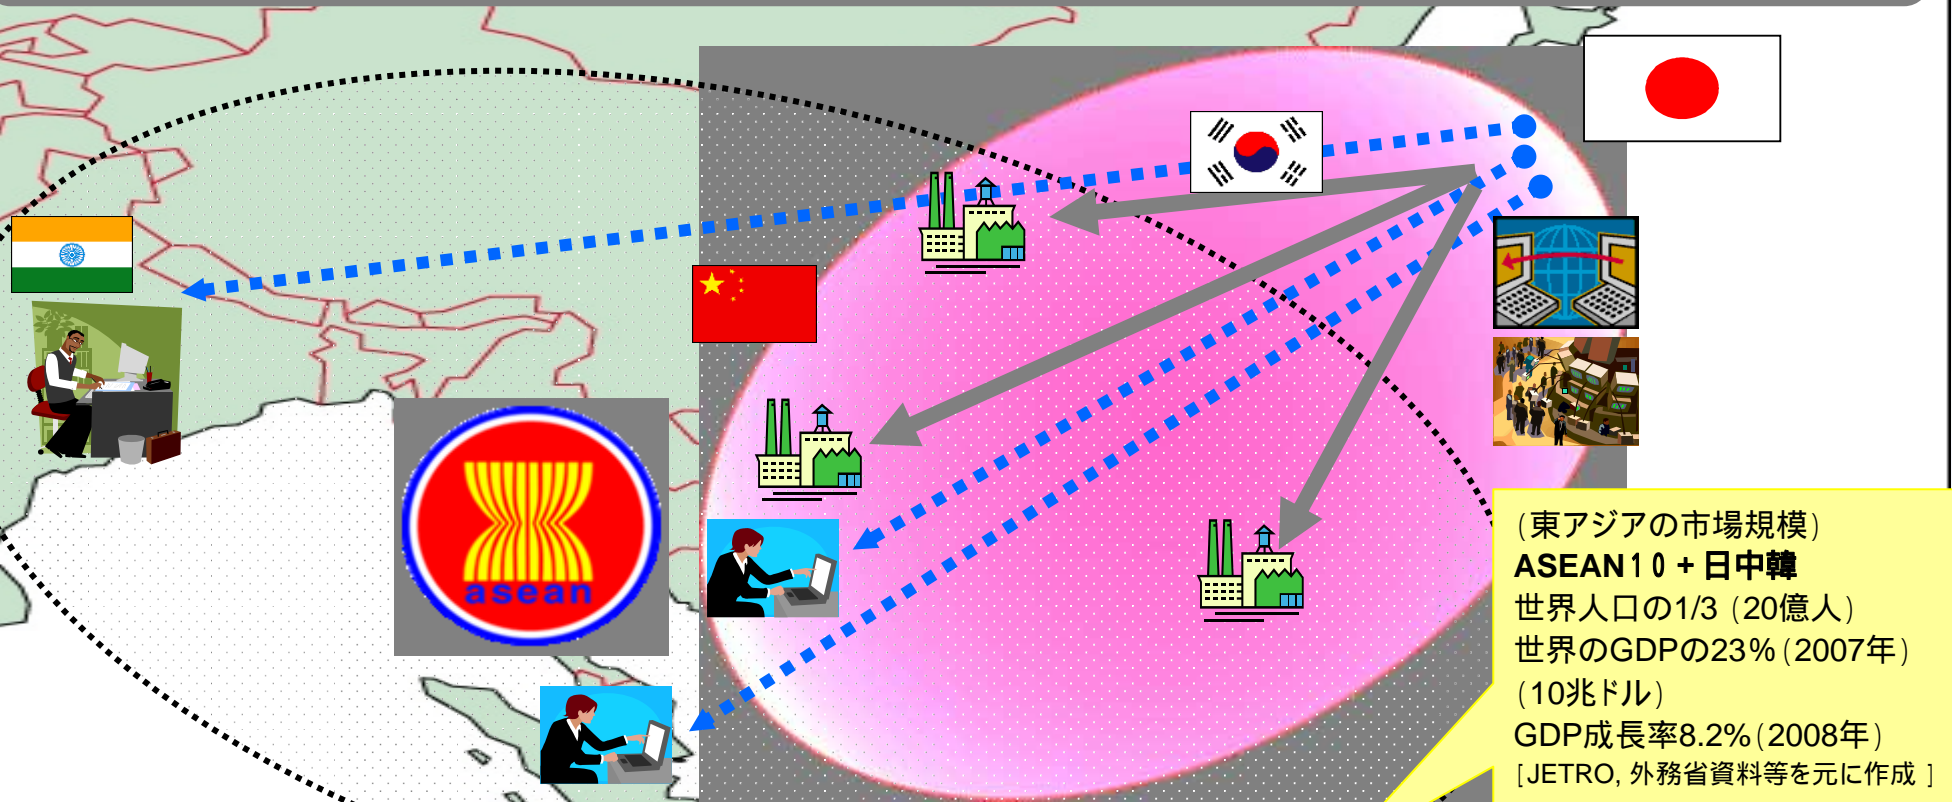 asean
(東アジアの市場規模)
ASEAN10+日中韓
世界人口の1/3 (20億人)
世界のGDPの23%(2007年)
(10兆ドル)
GDP成長率8.2%(2008年)
[JETRO, 外務省資料等を元に作成 ]